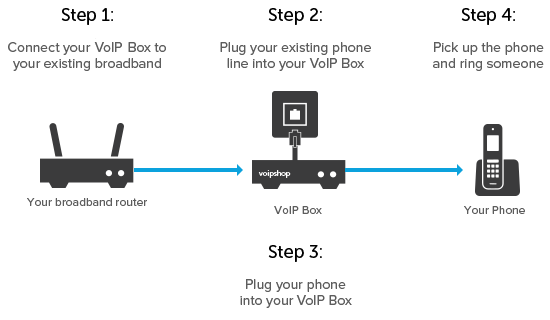 Step 1:
Connect your VoIP Box to
your existing broadband
Step 2:
Plug your existing phone
line into your VoIP Box
Step 4:
Pick up the phone
and ring someone
voipshop
Your broadband router
VoIP Box
Your Phone
Step 3:
Plug your phone
into your VoIP Box